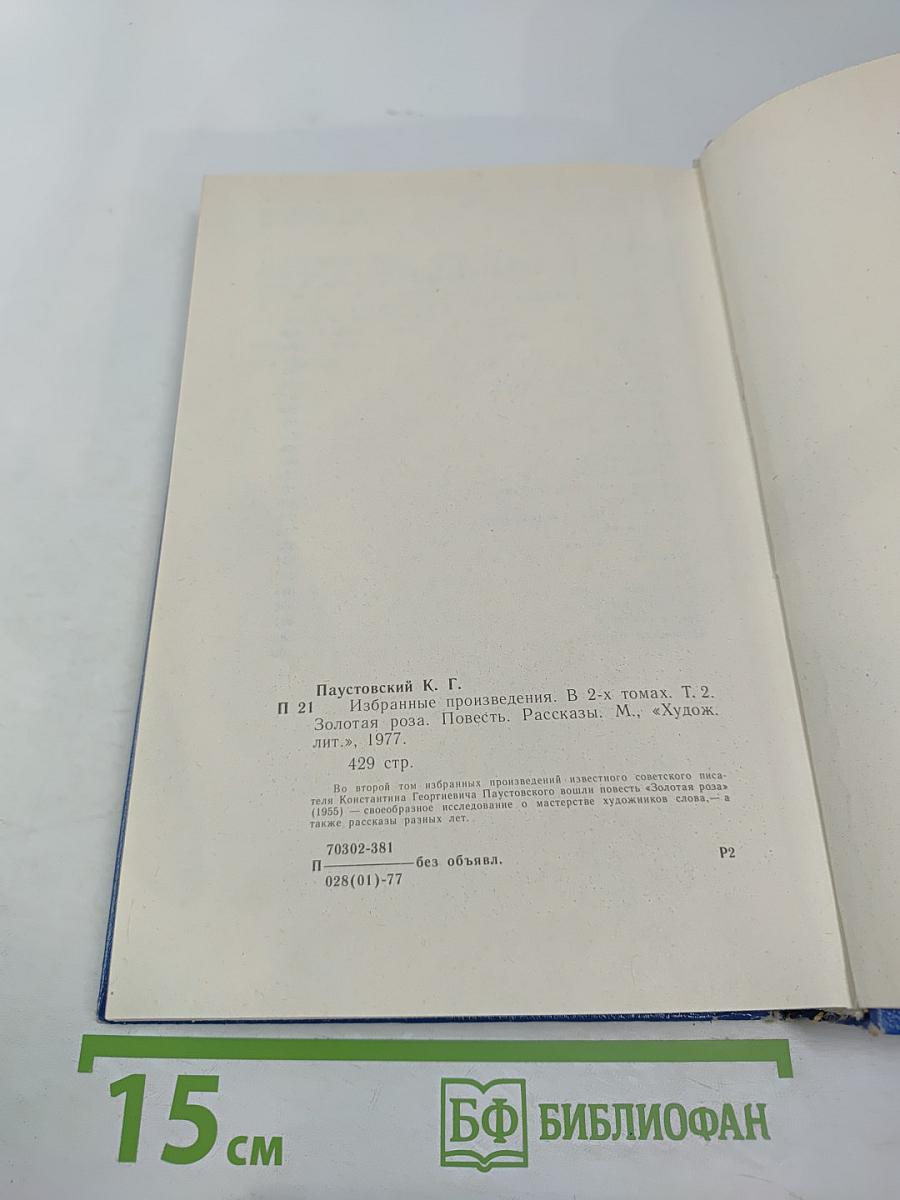 Паустовский К. Г.
П 21 Избранные произведения. В 2-х томах. Т. 2.
Золотая роза. Повесть. Рассказы. М., «Худож.
лит.», 1977.
429 стр.
Во второй том избранных произведений известного советского писа-
теля Константина Георгиевича Паустовского вошли повесть «Золотая роза»
(1955) — своеобразное исследование о мастерстве художников слова,— а
также рассказы разных лет.
70302-381
П————без объявл. Р2
028(01)-77
15 см
БФ БИБЛИОФАН